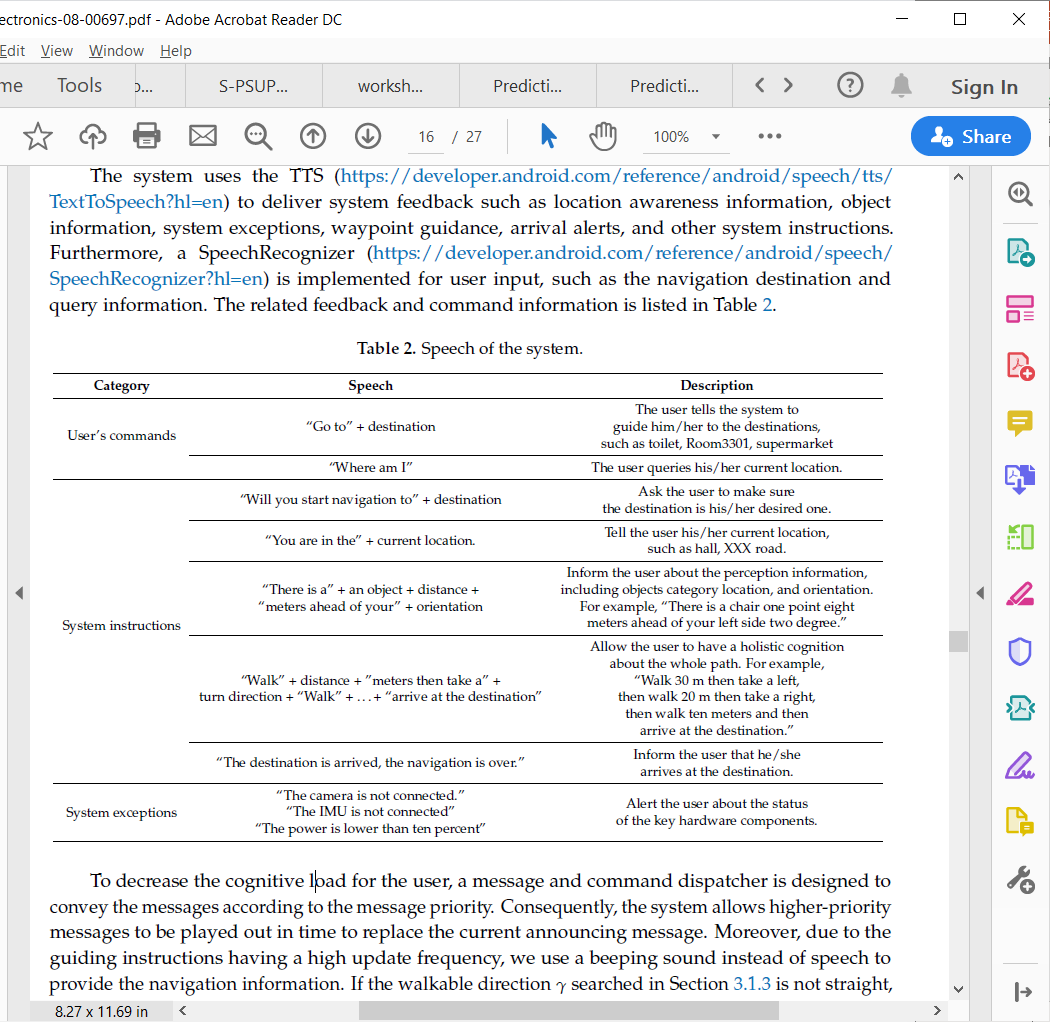 ectronics-08-00697.pdf - Adobe Acrobat Reader DC
Edit View Window Help
me Tools o... S-PSUP... worksh... Predicti... Predicti... Sign In
16 / 27 100% Share
The system uses the TTS (https://developer.android.com/reference/android/speech/tts/
TextToSpeech?hl=en) to deliver system feedback such as location awareness information, object
information, system exceptions, waypoint guidance, arrival alerts, and other system instructions.
Furthermore, a SpeechRecognizer (https://developer.android.com/reference/android/speech/
SpeechRecognizer?hl=en) is implemented for user input, such as the navigation destination and
query information. The related feedback and command information is listed in Table 2.
Table 2. Speech of the system.
Category Speech Description
User's commands
“Go to” + destination
The user tells the system to
guide him/her to the destinations,
such as toilet, Room3301, supermarket
“Where am I” The user queries his/her current location.
System instructions
“Will you start navigation to” + destination
Ask the user to make sure
the destination is his/her desired one.
“You are in the” + current location.
Tell the user his/her current location,
such as hall, XXX road.
“There is a” + an object + distance +
“meters ahead of your” + orientation
Inform the user about the perception information,
including objects category location, and orientation.
For example, “There is a chair one point eight
meters ahead of your left side two degree.”
“Walk” + distance + ”meters then take a” +
turn direction + “Walk” + . . . + “arrive at the destination”
Allow the user to have a holistic cognition
about the whole path. For example,
“Walk 30 m then take a left,
then walk 20 m then take a right,
then walk ten meters and then
arrive at the destination.”
“The destination is arrived, the navigation is over.”
Inform the user that he/she
arrives at the destination.
System exceptions
“The camera is not connected.”
“The IMU is not connected”
“The power is lower than ten percent”
Alert the user about the status
of the key hardware components.
To decrease the cognitive load for the user, a message and command dispatcher is designed to
convey the messages according to the message priority. Consequently, the system allows higher-priority
messages to be played out in time to replace the current announcing message. Moreover, due to the
guiding instructions having a high update frequency, we use a beeping sound instead of speech to
provide the navigation information. If the walkable direction γ searched in Section 3.1.3 is not straight,
8.27 x 11.69 in